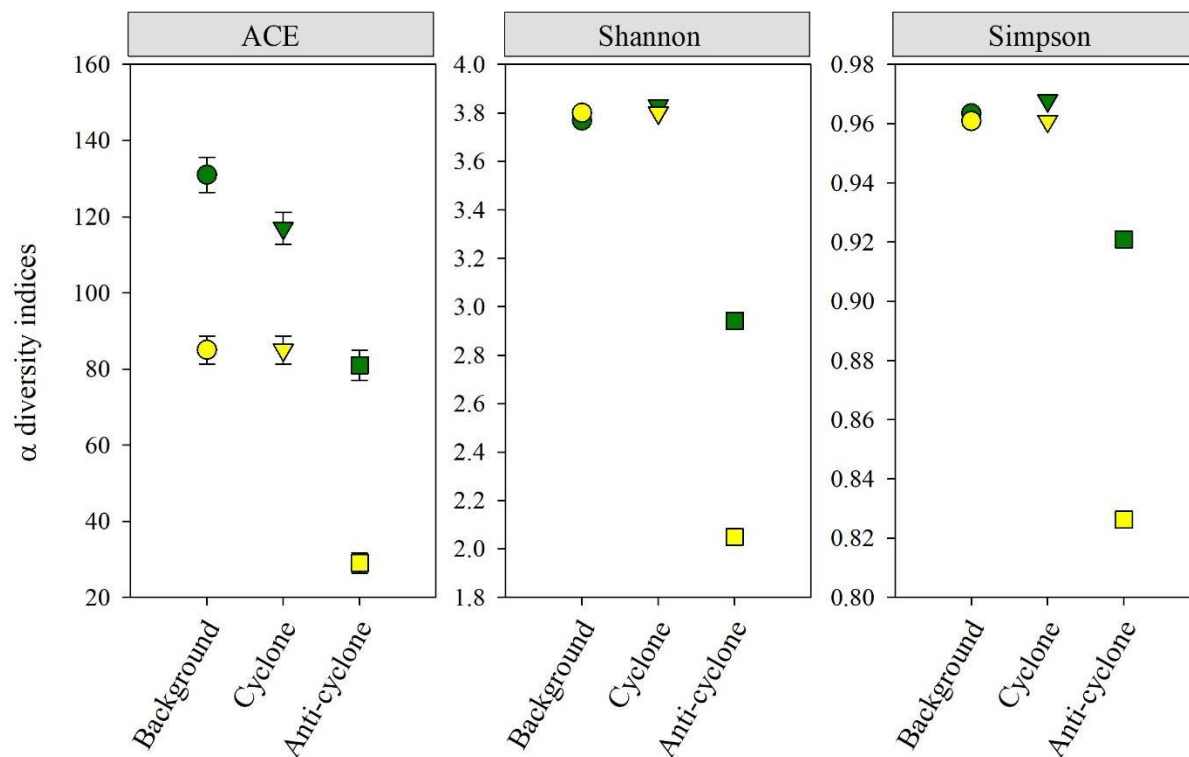 ACE
Shannon
Simpson
α diversity indices
160
140
120
100
80
60
40
20
4.0
3.8
3.6
3.4
3.2
3.0
2.8
2.6
2.4
2.2
2.0
1.8
0.98
0.96
0.94
0.92
0.90
0.88
0.86
0.84
0.82
0.80
Background
Cyclone
Anti-cyclone
Background
Cyclone
Anti-cyclone
Background
Cyclone
Anti-cyclone